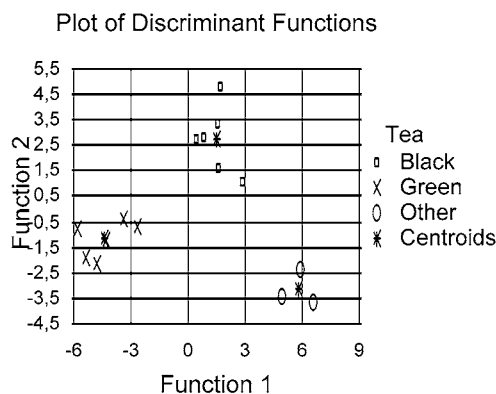 Plot of Discriminant Functions
5,5
4,5
3,5
2,5
1,5
0,5
-0,5
-1,5
-2,5
-3,5
-4,5
Function 2
-6 -3 0 3 6 9
Function 1
Tea
Black
Green
Other
Centroids